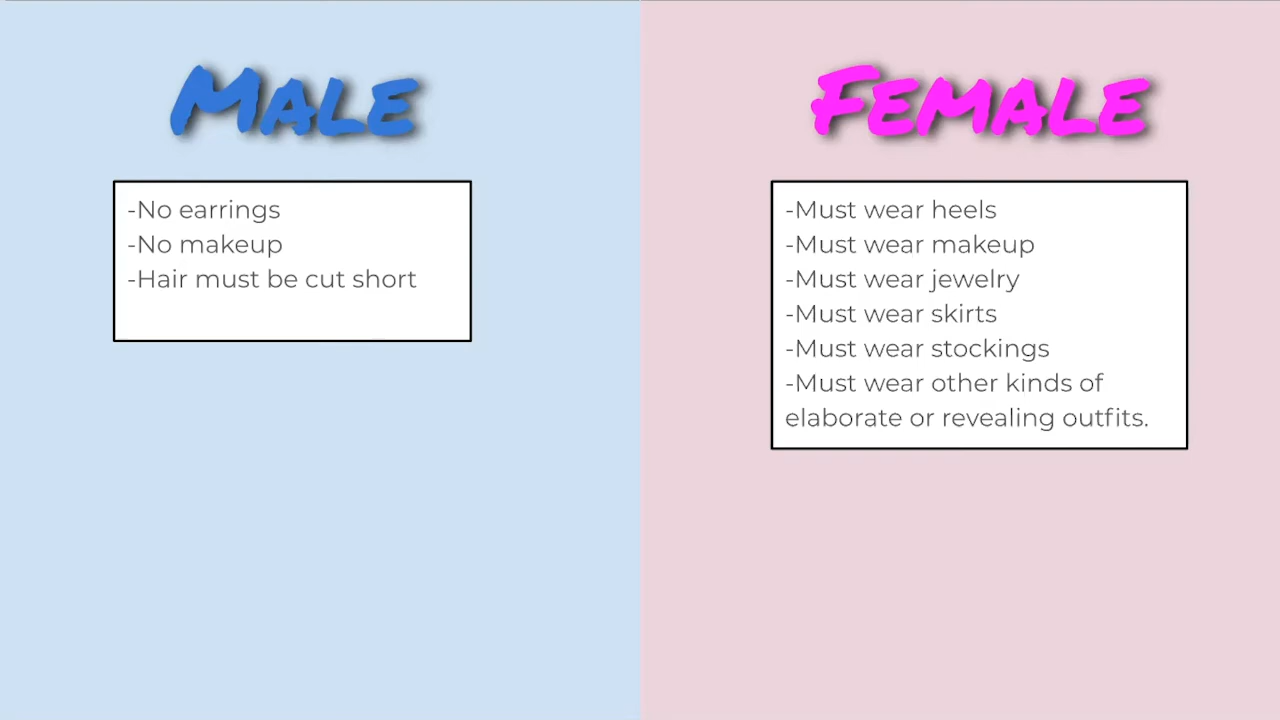 MALE
-No earrings
-No makeup
-Hair must be cut short
FEMALE
-Must wear heels
-Must wear makeup
-Must wear jewelry
-Must wear skirts
-Must wear stockings
-Must wear other kinds of
elaborate or revealing outfits.